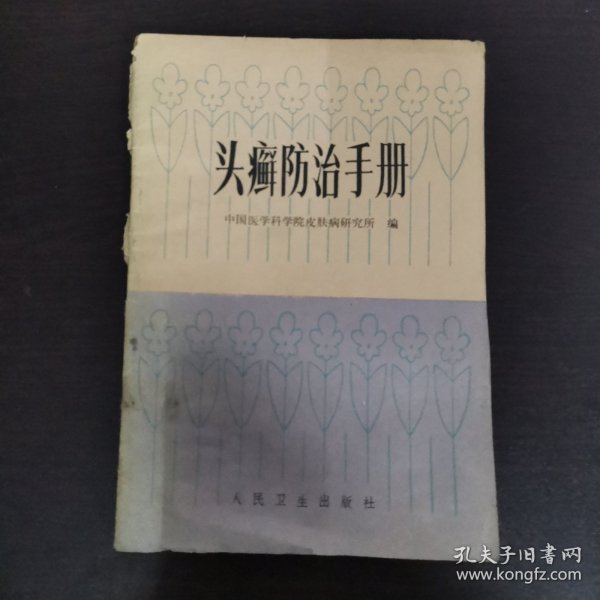 头癣防治手册
中国医学科学院皮肤病研究所 编
人民卫生出版社
孔夫子旧书网
www.kongfz.com